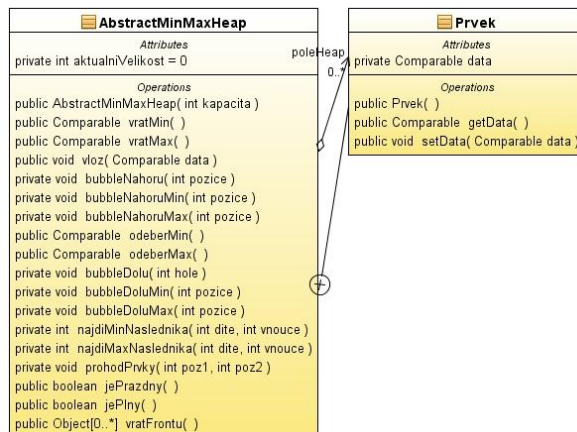 AbstractMinMaxHeap
Attributes
private int aktualniVelikost = 0
Operations
public AbstractMinMaxHeap( int kapacita )
public Comparable vratMin( )
public Comparable vratMax( )
public void vloz( Comparable data )
private void bubbleNahoru( int pozice )
private void bubbleNahoruMin( int pozice )
private void bubbleNahoruMax( int pozice )
public Comparable odeberMin( )
public Comparable odeberMax( )
private void bubbleDolu( int hole )
private void bubbleDoluMin( int pozice )
private void bubbleDoluMax( int pozice )
private int najdiMinNaslednika( int dite, int vnouce )
private int najdiMaxNaslednika( int dite, int vnouce )
private void prohodPrvky( int poz1, int poz2 )
public boolean jePrazdny( )
public boolean jePlny( )
public Object[0..*] vratFrontu( )
poleHeap
0..*
Prvek
Attributes
private Comparable data
Operations
public Prvek( )
public Comparable getData( )
public void setData( Comparable data )